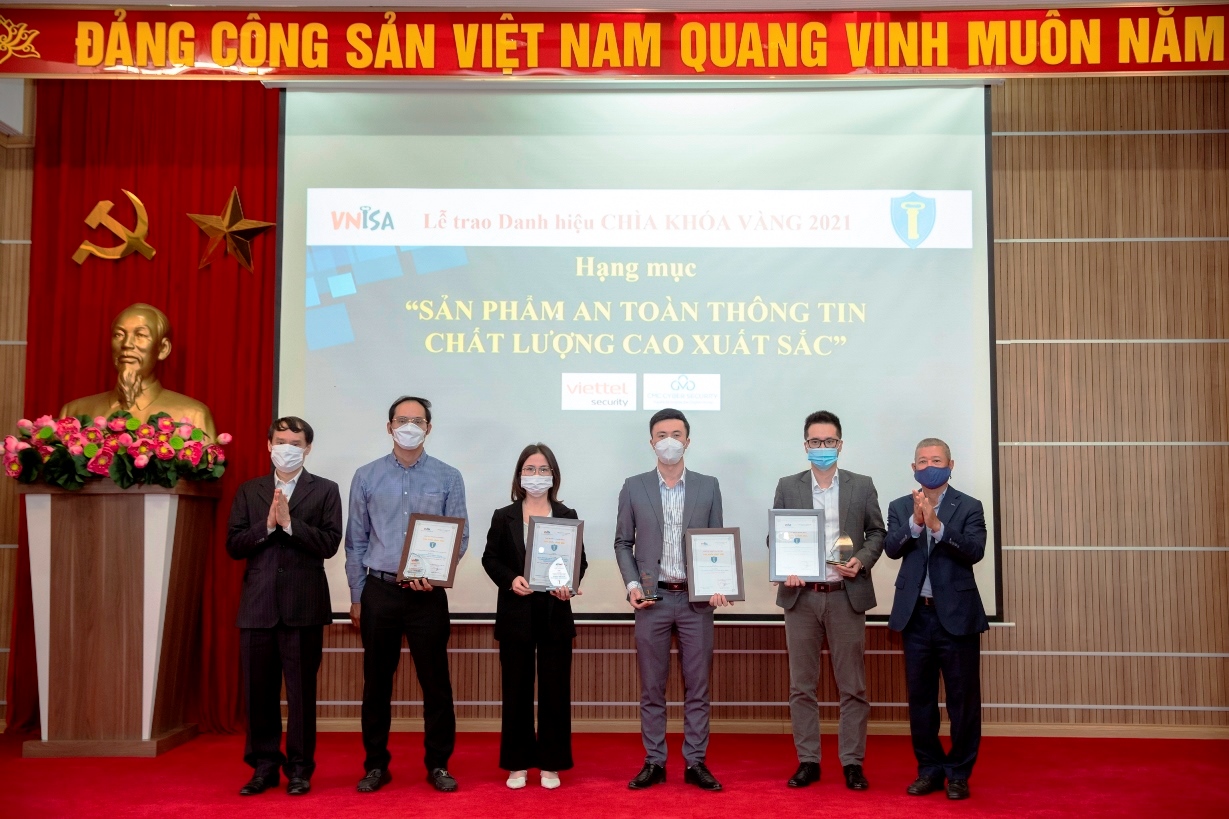 ĐẢNG CỘNG SẢN VIỆT NAM QUANG VINH MUÔN NĂM
VNISA Lễ trao Danh hiệu CHÌA KHÓA VÀNG 2021
Hạng mục
“SẢN PHẨM AN TOÀN THÔNG TIN
CHẤT LƯỢNG CAO XUẤT SẮC”
viettel
security